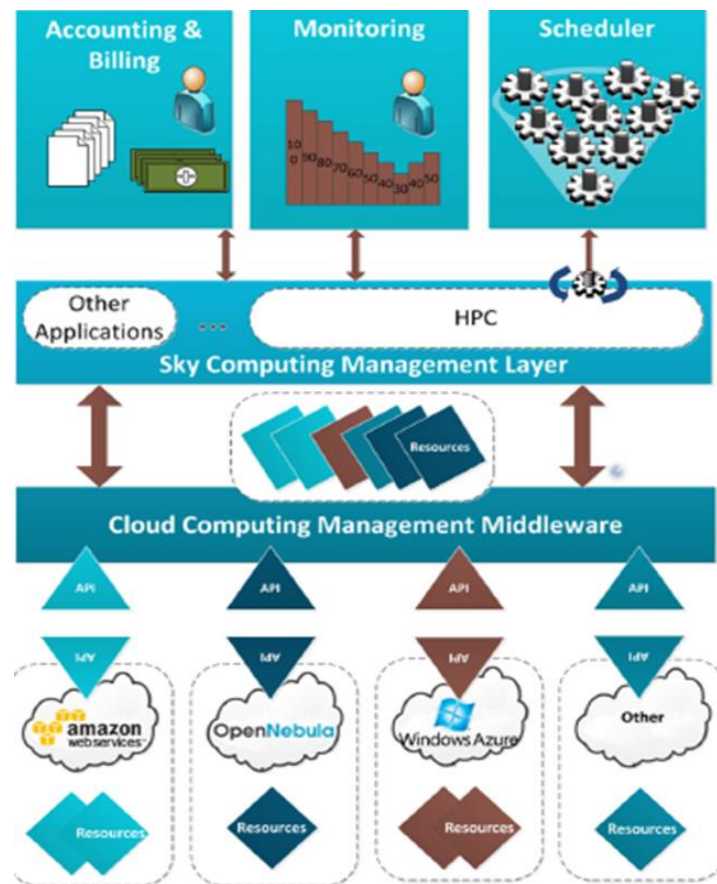 Accounting &
Billing
Monitoring
Scheduler
10
0
90
80
70
60
50
40
30
40
50
Other
Applications
...
HPC
Sky Computing Management Layer
Resources
Cloud Computing Management Middleware
API
API
API
API
API
API
API
API
amazon
webservices™
OpenNebula
Windows Azure
Other
Resources
Resources
Resources
Resources